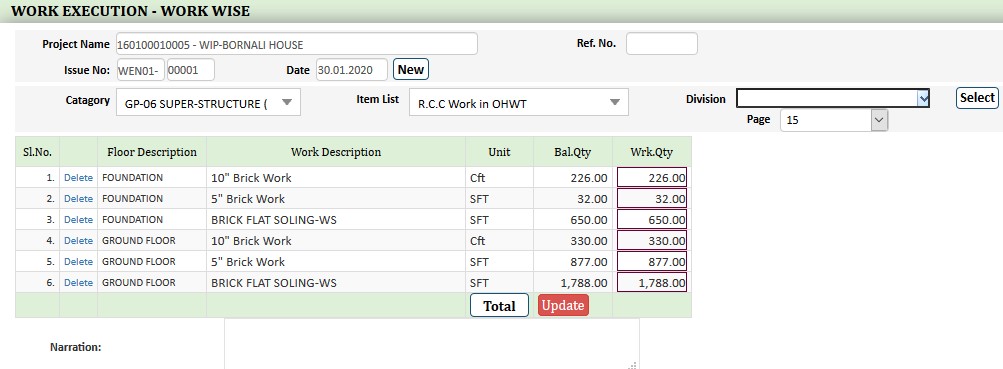 WORK EXECUTION - WORK WISE
Project Name 160100010005 - WIP-BORNALI HOUSE Ref. No.
Issue No: WEN01- 00001 Date 30.01.2020 New
Catagory GP-06 SUPER-STRUCTURE ( Item List R.C.C Work in OHWT Division Select
Page 15
Sl.No. Floor Description Work Description Unit Bal.Qty Wrk.Qty
1. Delete FOUNDATION 10" Brick Work Cft 226.00 226.00
2. Delete FOUNDATION 5" Brick Work SFT 32.00 32.00
3. Delete FOUNDATION BRICK FLAT SOLING-WS SFT 650.00 650.00
4. Delete GROUND FLOOR 10" Brick Work Cft 330.00 330.00
5. Delete GROUND FLOOR 5" Brick Work SFT 877.00 877.00
6. Delete GROUND FLOOR BRICK FLAT SOLING-WS SFT 1,788.00 1,788.00
Total Update
Narration: